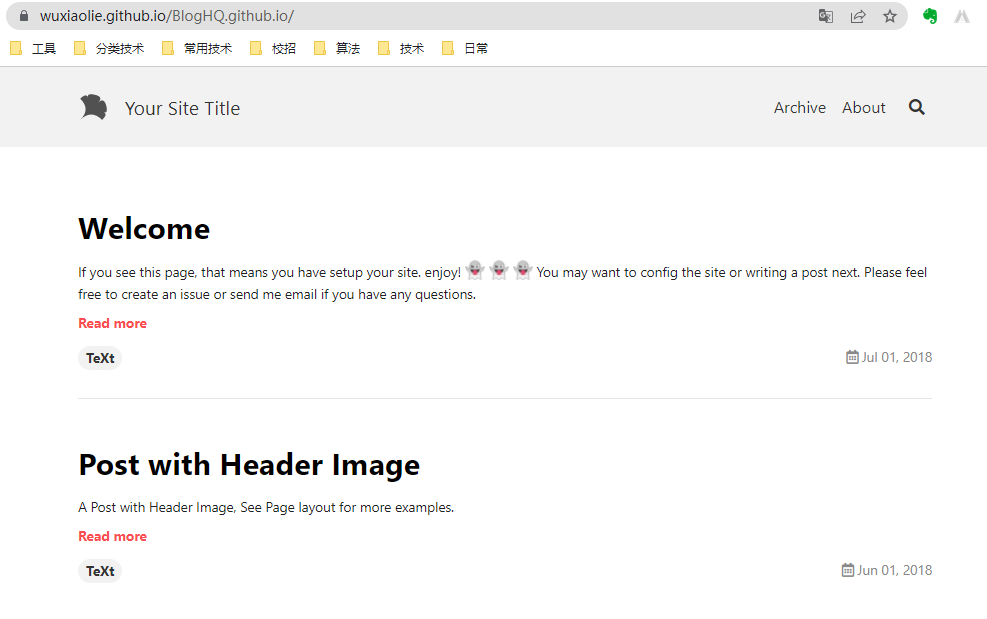 wuxiaolie.github.io/BlogHQ.github.io/
工具 分类技术 常用技术 校招 算法 技术 日常
Your Site Title Archive About
Welcome
If you see this page, that means you have setup your site. enjoy! 👻 👻 👻 You may want to config the site or writing a post next. Please feel
free to create an issue or send me email if you have any questions.
Read more
TeXt Jul 01, 2018
Post with Header Image
A Post with Header Image, See Page layout for more examples.
Read more
TeXt Jun 01, 2018